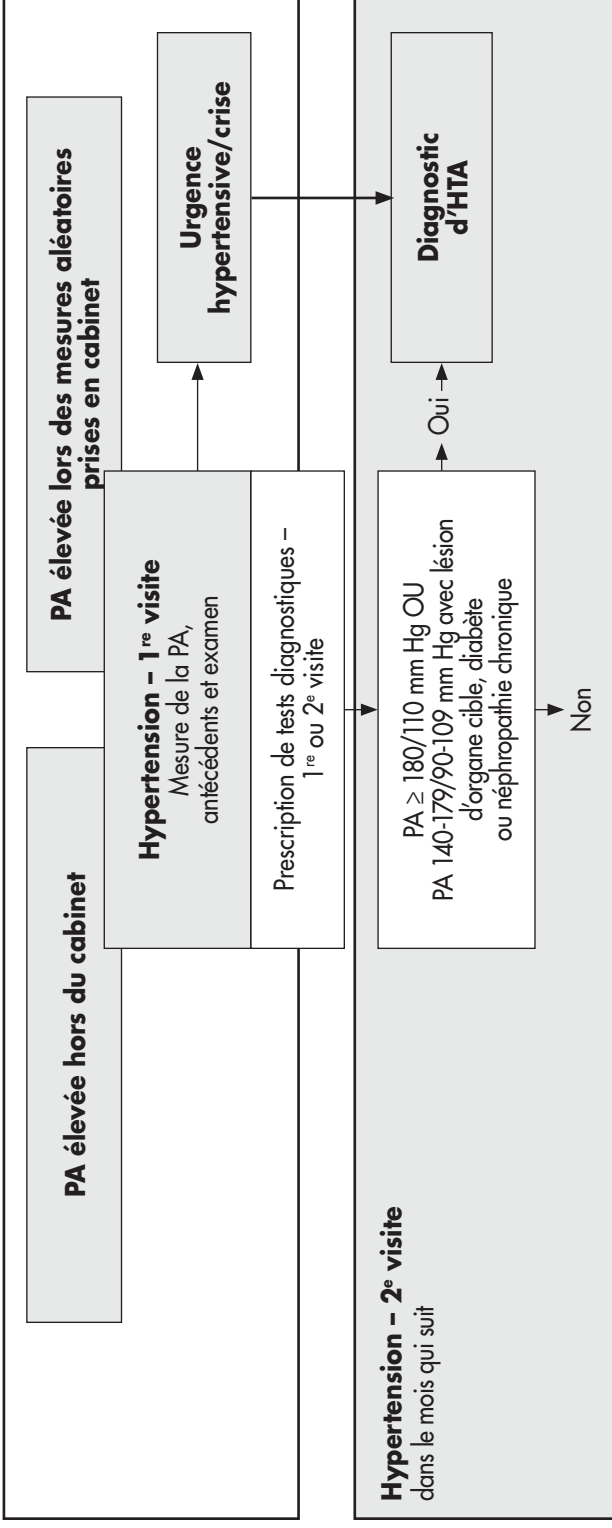 PA élevée hors du cabinet
PA élevée lors des mesures aléatoires
prises en cabinet
Hypertension – 1re visite
Mesure de la PA,
antécédents et examen
Urgence
hypertensive/crise
Prescription de tests diagnostiques –
1re ou 2e visite
Hypertension – 2e visite
dans le mois qui suit
PA ≥ 180/110 mm Hg OU
PA 140-179/90-109 mm Hg avec lésion
d'organe cible, diabète
ou néphropathie chronique
Oui
Diagnostic
d'HTA
Non